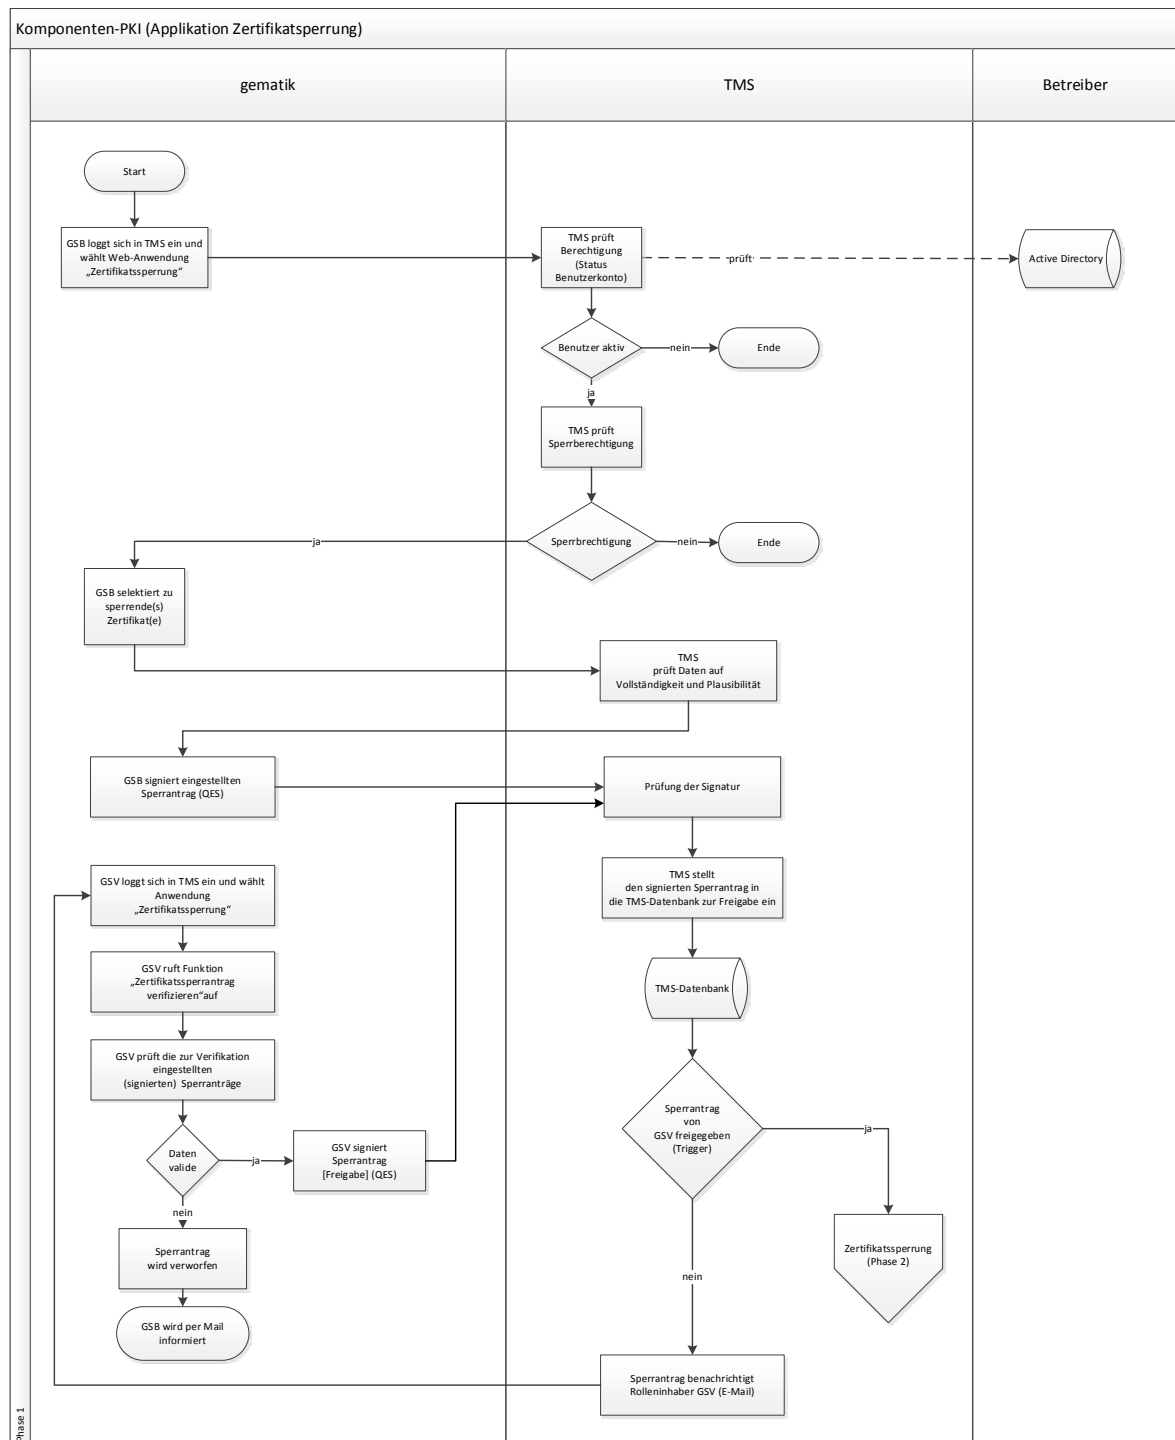 Komponenten-PKI (Applikation Zertifikatsperrung)
gematik
TMS
Betreiber
Start
GSB loggt sich in TMS ein und
wählt Web-Anwendung
„Zertifikatssperrung“
TMS prüft
Berechtigung
(Status
Benutzerkonto)
prüft
Active Directory
Benutzer aktiv
nein
Ende
ja
TMS prüft
Sperrberechtigung
Sperrbrechtigung
nein
Ende
ja
GSB selektiert zu
sperrende(s)
Zertifikat(e)
TMS
prüft Daten auf
Vollständigkeit und Plausibilität
GSB signiert eingestellten
Sperrantrag (QES)
Prüfung der Signatur
TMS stellt
den signierten Sperrantrag in
die TMS-Datenbank zur Freigabe ein
GSV loggt sich in TMS ein und wählt
Anwendung
„Zertifikatssperrung“
GSV ruft Funktion
„Zertifikatssperrantrag
verifizieren“auf
TMS-Datenbank
GSV prüft die zur Verifikation
eingestellten
(signierten) Sperranträge
Sperrantrag
von
GSV freigegeben
(Trigger)
ja
Daten
valide
ja
GSV signiert
Sperrantrag
[Freigabe] (QES)
nein
Sperrantrag
wird verworfen
Zertifikatssperrung
(Phase 2)
nein
GSB wird per Mail
informiert
Sperrantrag benachrichtigt
Rolleninhaber GSV (E-Mail)
Phase 1